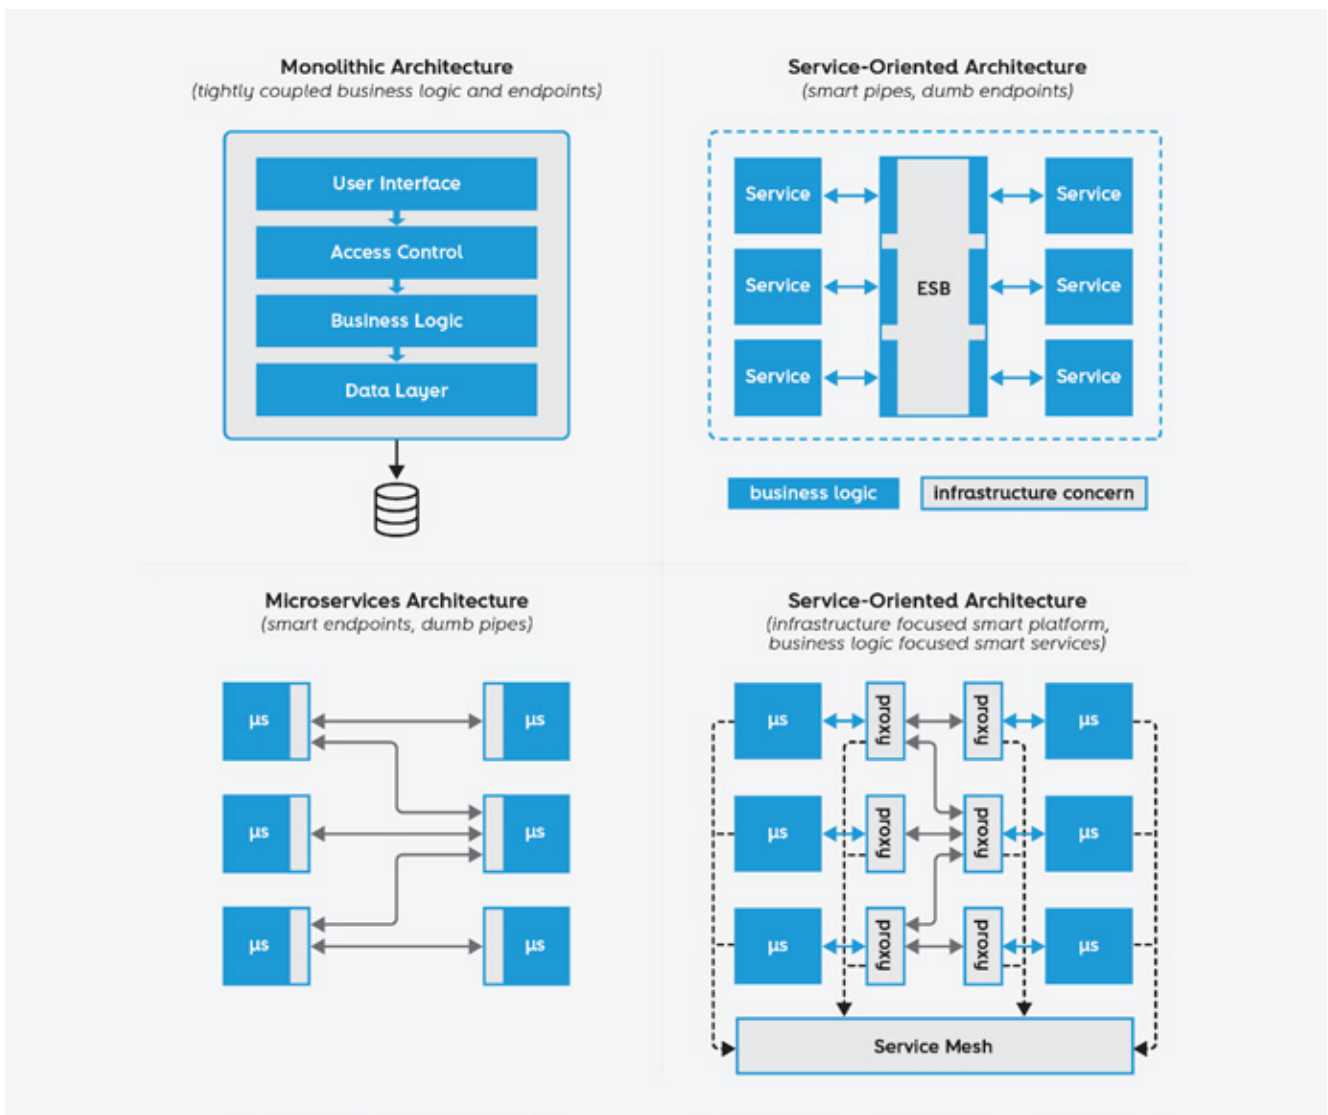 Monolithic Architecture
(tightly coupled business logic and endpoints)
User Interface
Access Control
Business Logic
Data Layer
Service-Oriented Architecture
(smart pipes, dumb endpoints)
Service
Service
Service
ESB
Service
Service
Service
business logic
infrastructure concern
Microservices Architecture
(smart endpoints, dumb pipes)
µs
µs
µs
µs
µs
µs
Service-Oriented Architecture
(infrastructure focused smart platform,
business logic focused smart services)
µs
proxy
proxy
µs
µs
proxy
proxy
µs
µs
proxy
proxy
µs
Service Mesh